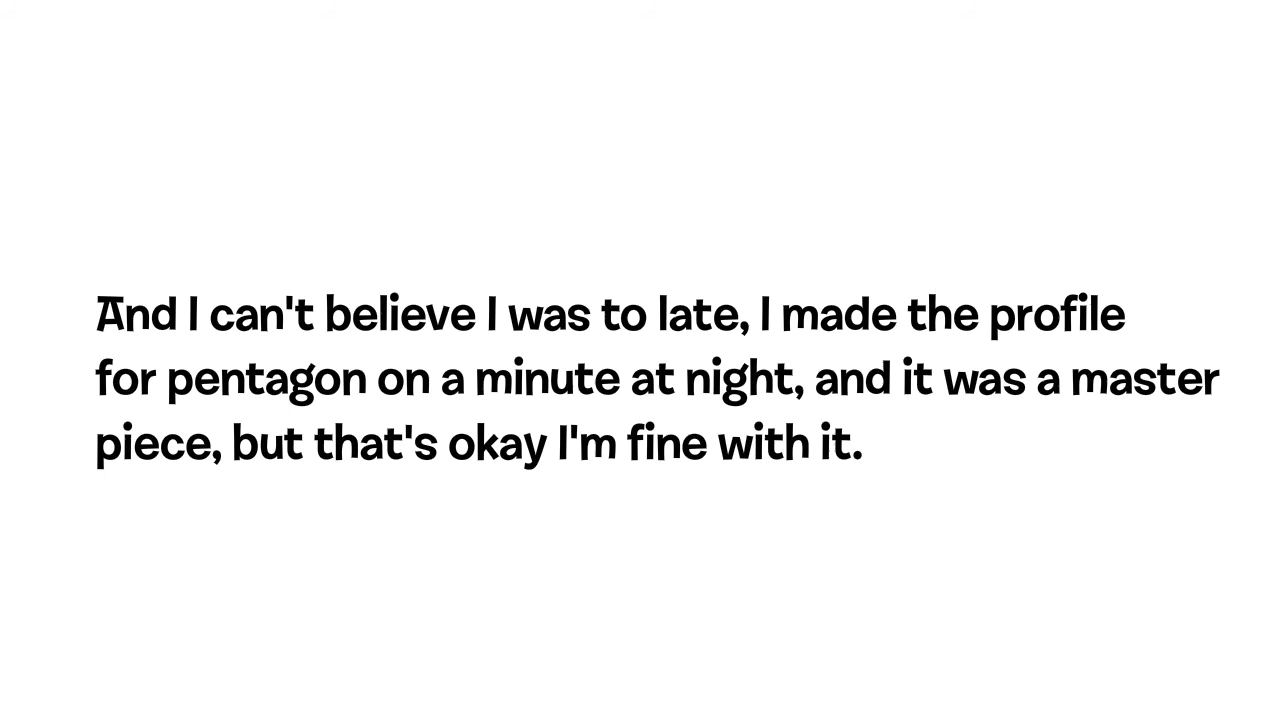 And I can't believe I was to late, I made the profile
for pentagon on a minute at night, and it was a master
piece, but that's okay I'm fine with it.